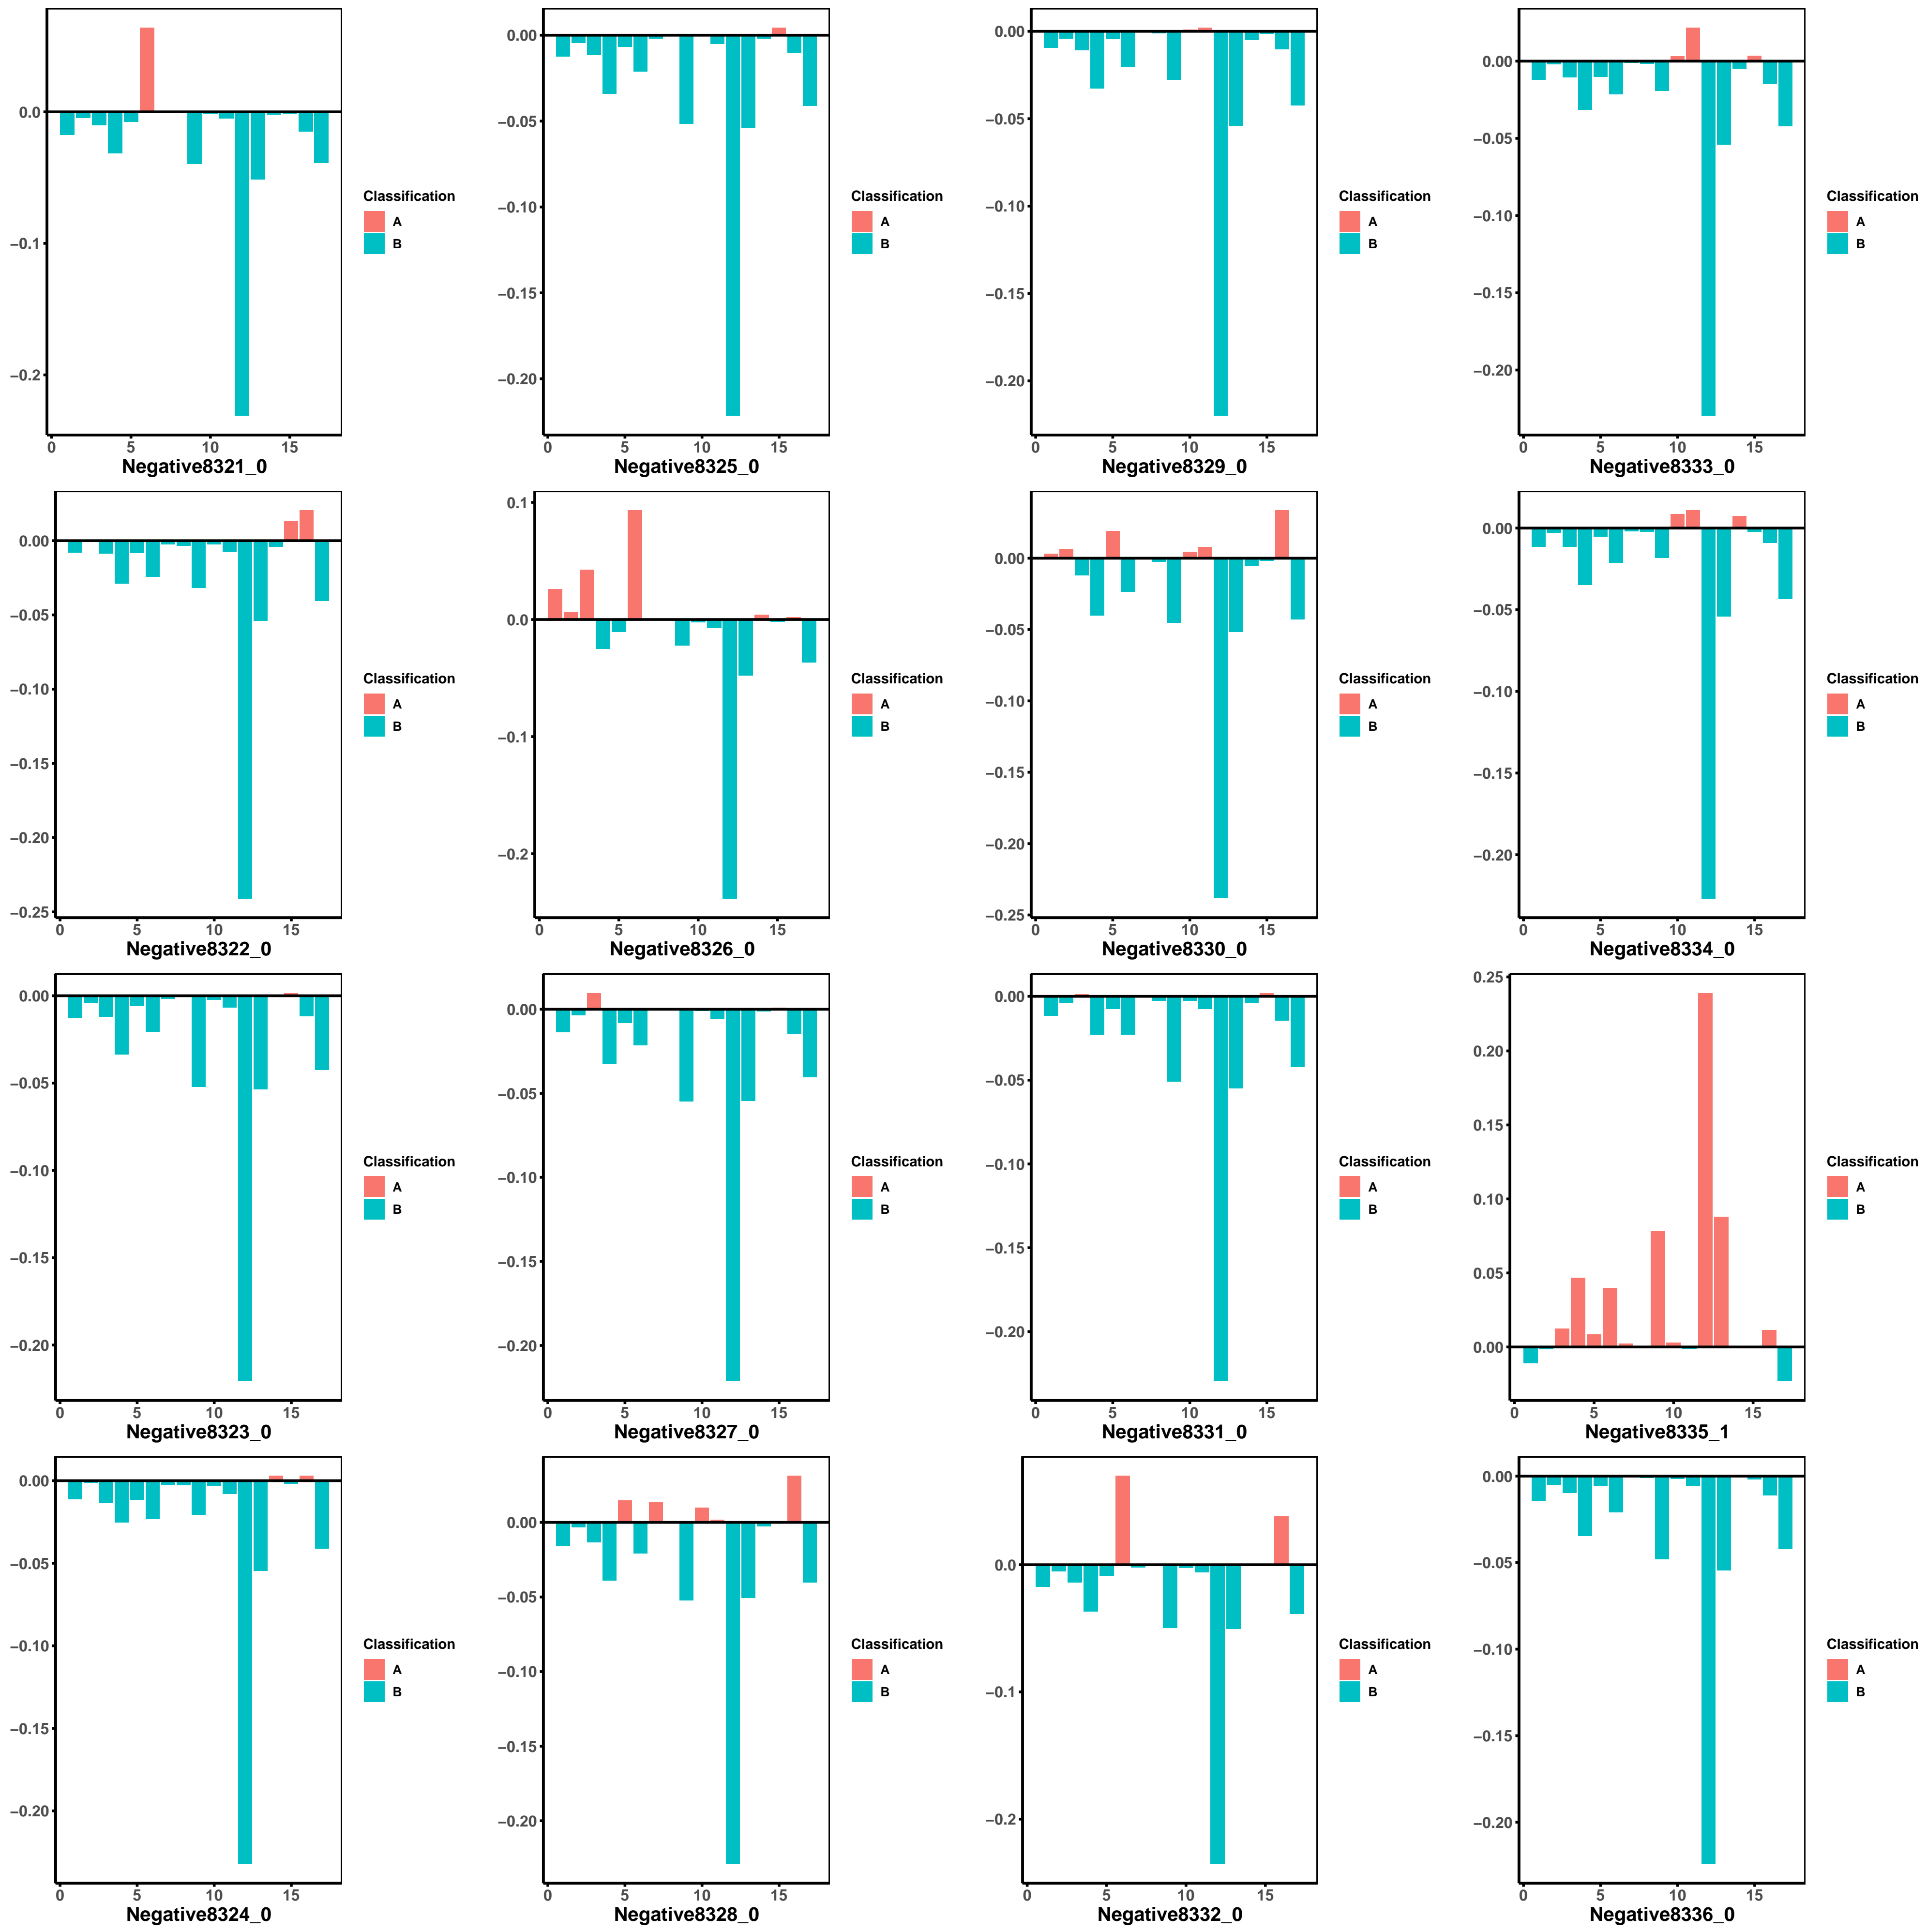 0.0
−0.1
−0.2
Classification
A
B
0 5 10 15
Negative8321_0
0.00
−0.05
−0.10
−0.15
−0.20
Classification
A
B
0 5 10 15
Negative8325_0
0.00
−0.05
−0.10
−0.15
−0.20
Classification
A
B
0 5 10 15
Negative8329_0
0.00
−0.05
−0.10
−0.15
−0.20
Classification
A
B
0 5 10 15
Negative8333_0
0.00
−0.05
−0.10
−0.15
−0.20
−0.25
Classification
A
B
0 5 10 15
Negative8322_0
0.1
0.0
−0.1
−0.2
Classification
A
B
0 5 10 15
Negative8326_0
0.00
−0.05
−0.10
−0.15
−0.20
−0.25
Classification
A
B
0 5 10 15
Negative8330_0
0.00
−0.05
−0.10
−0.15
−0.20
Classification
A
B
0 5 10 15
Negative8334_0
0.00
−0.05
−0.10
−0.15
−0.20
Classification
A
B
0 5 10 15
Negative8323_0
0.00
−0.05
−0.10
−0.15
−0.20
Classification
A
B
0 5 10 15
Negative8327_0
0.00
−0.05
−0.10
−0.15
−0.20
Classification
A
B
0 5 10 15
Negative8331_0
0.25
0.20
0.15
0.10
0.05
0.00
Classification
A
B
0 5 10 15
Negative8335_1
0.00
−0.05
−0.10
−0.15
−0.20
Classification
A
B
0 5 10 15
Negative8324_0
0.00
−0.05
−0.10
−0.15
−0.20
Classification
A
B
0 5 10 15
Negative8328_0
0.0
−0.1
−0.2
Classification
A
B
0 5 10 15
Negative8332_0
0.00
−0.05
−0.10
−0.15
−0.20
Classification
A
B
0 5 10 15
Negative8336_0